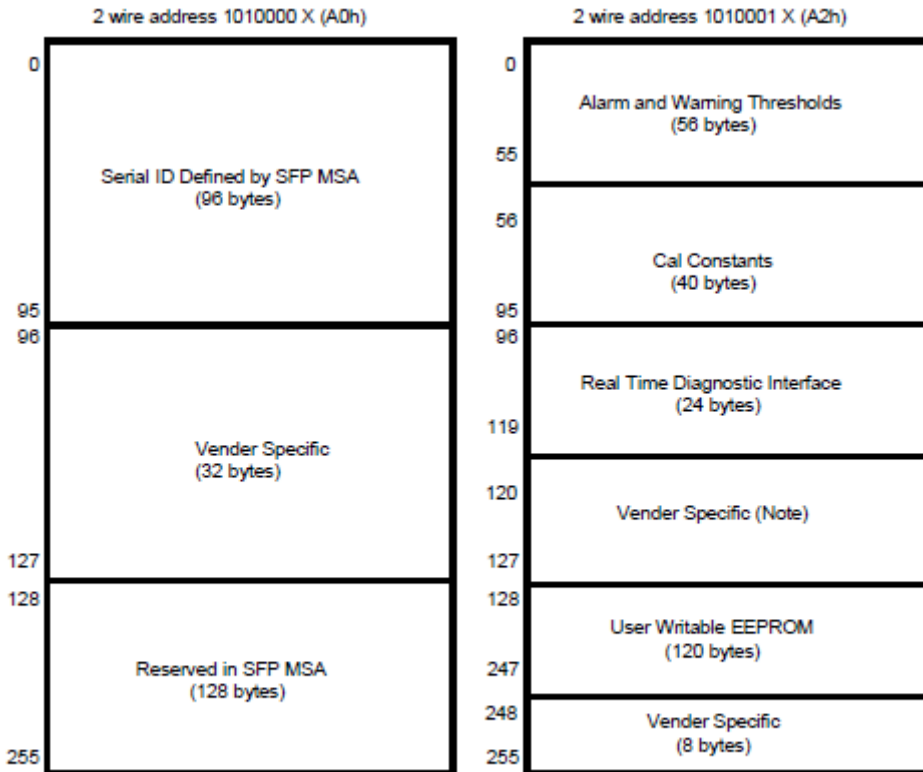 2 wire address 1010000 X (A0h)
0
Serial ID Defined by SFP MSA
(96 bytes)
95
96
Vender Specific
(32 bytes)
127
128
Reserved in SFP MSA
(128 bytes)
255
2 wire address 1010001 X (A2h)
0
Alarm and Warning Thresholds
(56 bytes)
55
56
Cal Constants
(40 bytes)
95
96
Real Time Diagnostic Interface
(24 bytes)
119
120
Vender Specific (Note)
127
128
User Writable EEPROM
(120 bytes)
247
248
Vender Specific
(8 bytes)
255